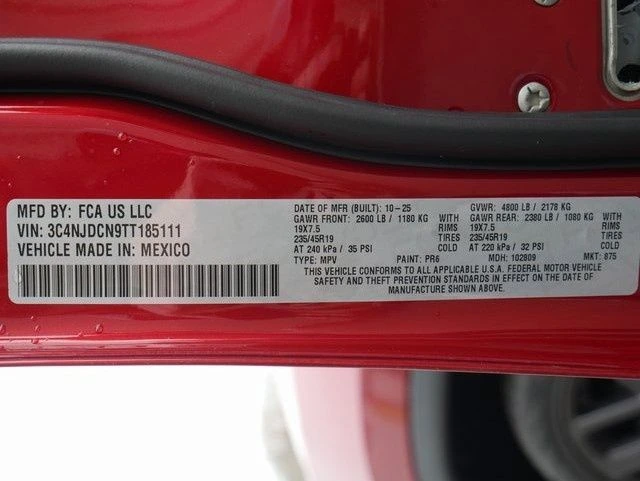 MFD BY: FCA US LLC
VIN: 3C4NJDCN9TT185111
VEHICLE MADE IN: MEXICO
DATE OF MFR (BUILT): 10-25 GVWR: 4800 LB / 2178 KG
GAWR FRONT: 2600 LB / 1180 KG WITH GAWR REAR: 2380 LB / 1080 KG WITH
19X7.5 RIMS 19X7.5 RIMS
235/45R19 TIRES 235/45R19 TIRES
AT 240 kPa / 35 PSI COLD AT 220 kPa / 32 PSI COLD
TYPE: MPV PAINT: PR6 MDH: 102809 MKT: 875
THIS VEHICLE CONFORMS TO ALL APPLICABLE U.S.A. FEDERAL MOTOR VEHICLE
SAFETY AND THEFT PREVENTION STANDARDS IN EFFECT ON THE DATE OF
MANUFACTURE SHOWN ABOVE.